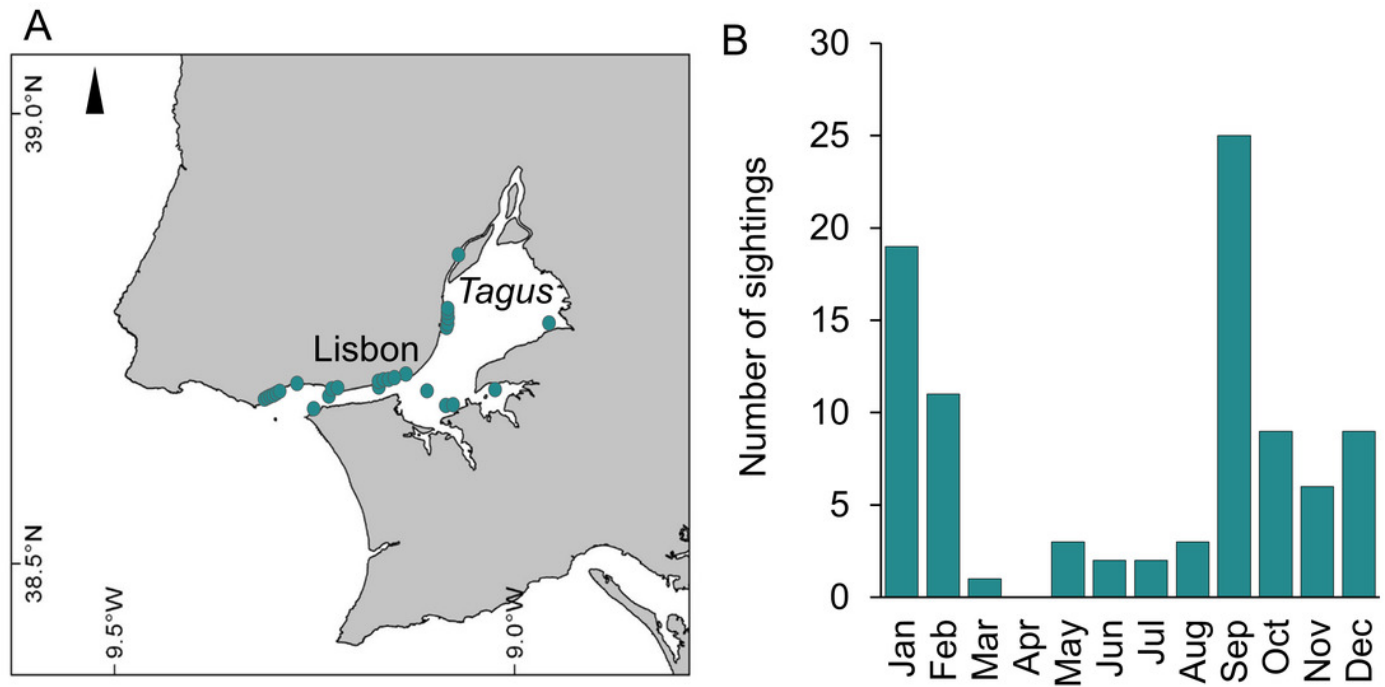 A
39.0°N
38.5°N
9.5°W
9.0°W
Tagus
Lisbon
B
Number of sightings
30
25
20
15
10
5
0
Jan
Feb
Mar
Apr
May
Jun
Jul
Aug
Sep
Oct
Nov
Dec